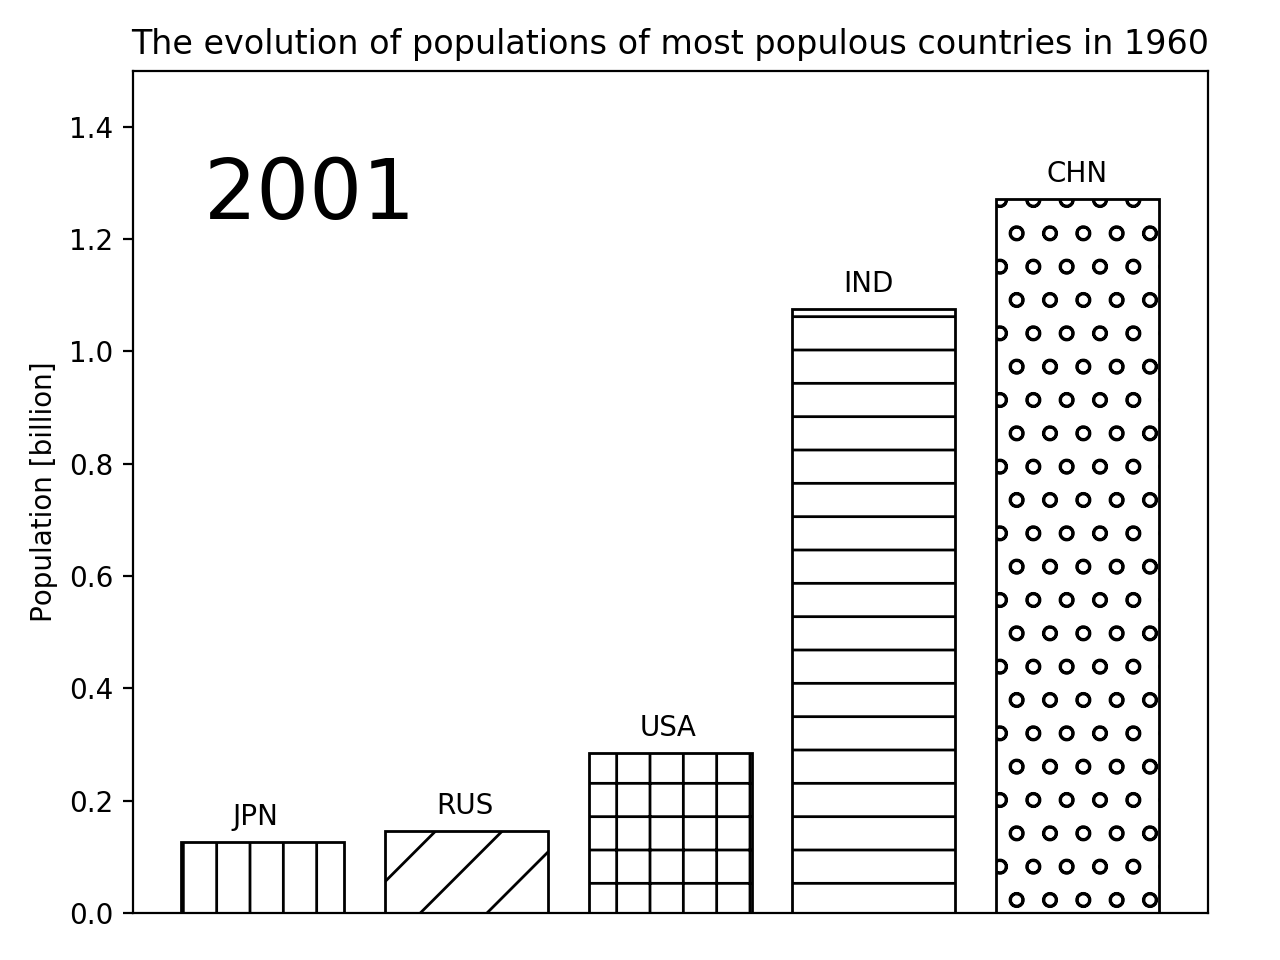 The evolution of populations of most populous countries in 1960
2001
Population [billion]
1.4
1.2
1.0
0.8
0.6
0.4
0.2
0.0
JPN
RUS
USA
IND
CHN